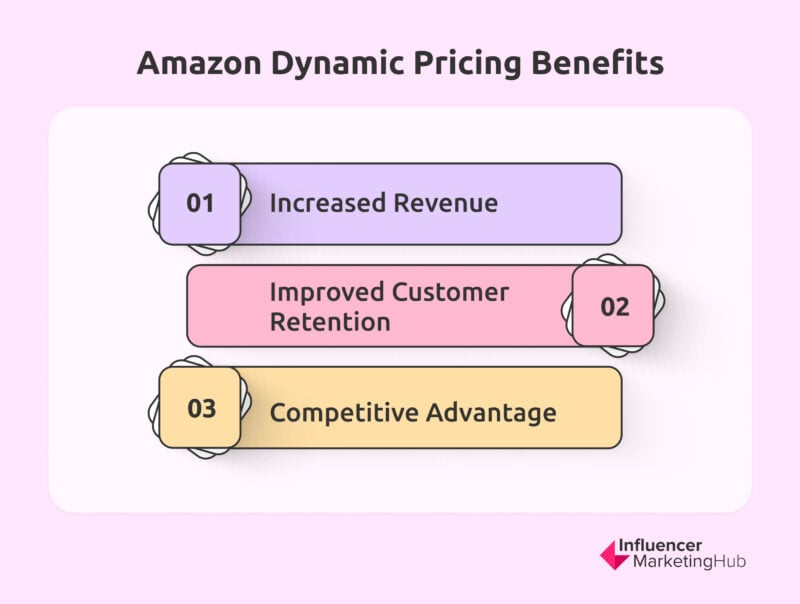 Amazon Dynamic Pricing Benefits
01
Increased Revenue
Improved Customer
Retention
02
03
Competitive Advantage
Influencer
MarketingHub